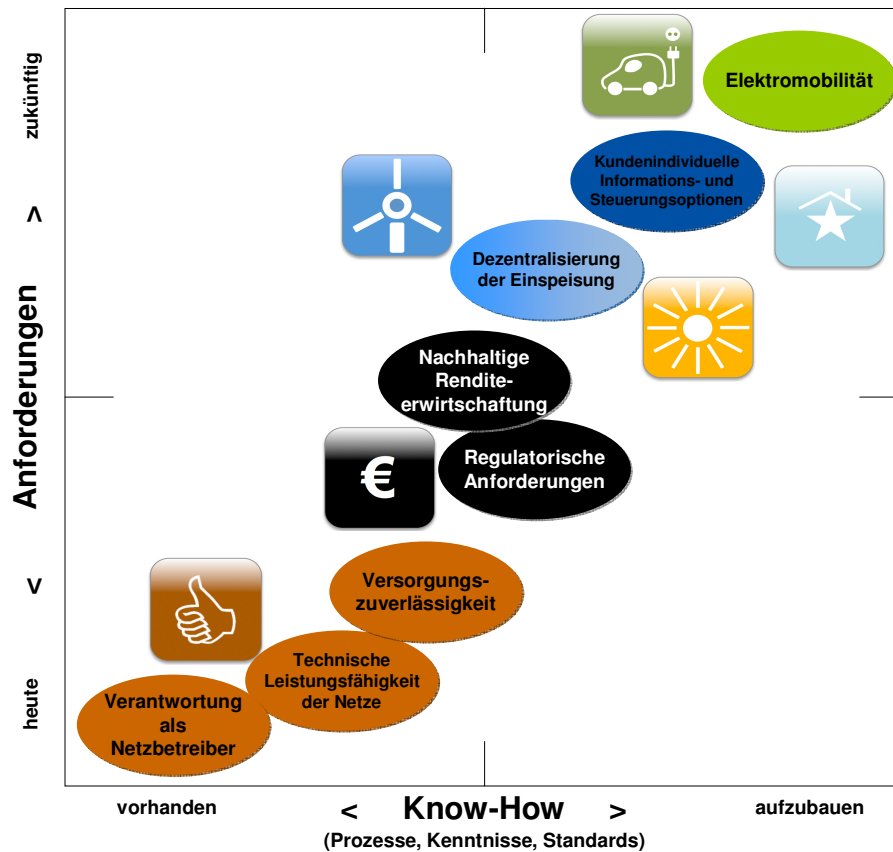 zukünftig
Elektromobilität
Kundenindividuelle
Informations- und
Steuerungsoptionen
>
Dezentralisierung
der Einspeisung
Anforderungen
Nachhaltige
Rendite-
erwirtschaftung
Regulatorische
Anforderungen
€
<
Versorgungs-
zuverlässigkeit
heute
Technische
Leistungsfähigkeit
der Netze
Verantwortung
als
Netzbetreiber
vorhanden < Know-How > aufzubauen
(Prozesse, Kenntnisse, Standards)